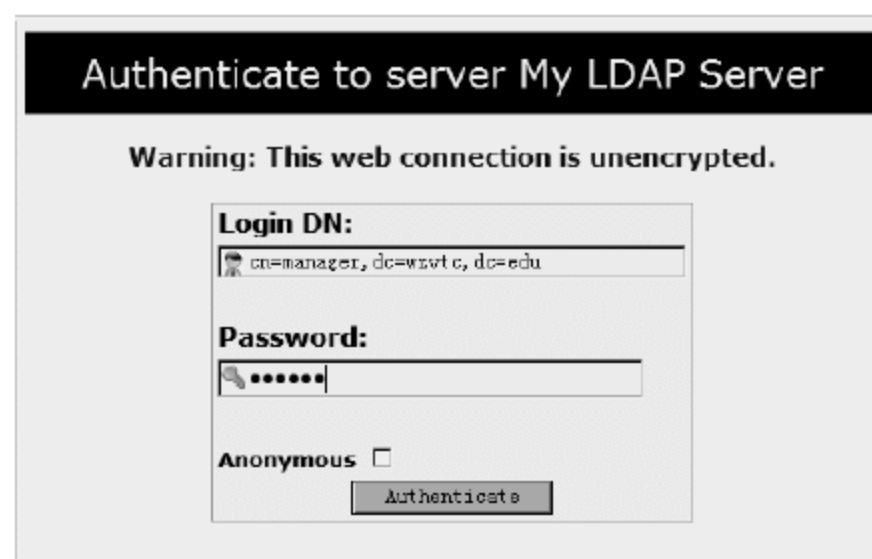 Authenticate to server My LDAP Server
Warning: This web connection is unencrypted.
Login DN:
cn=manager,dc=wzvtc,dc=edu
Password:
••••••
Anonymous
Authenticate